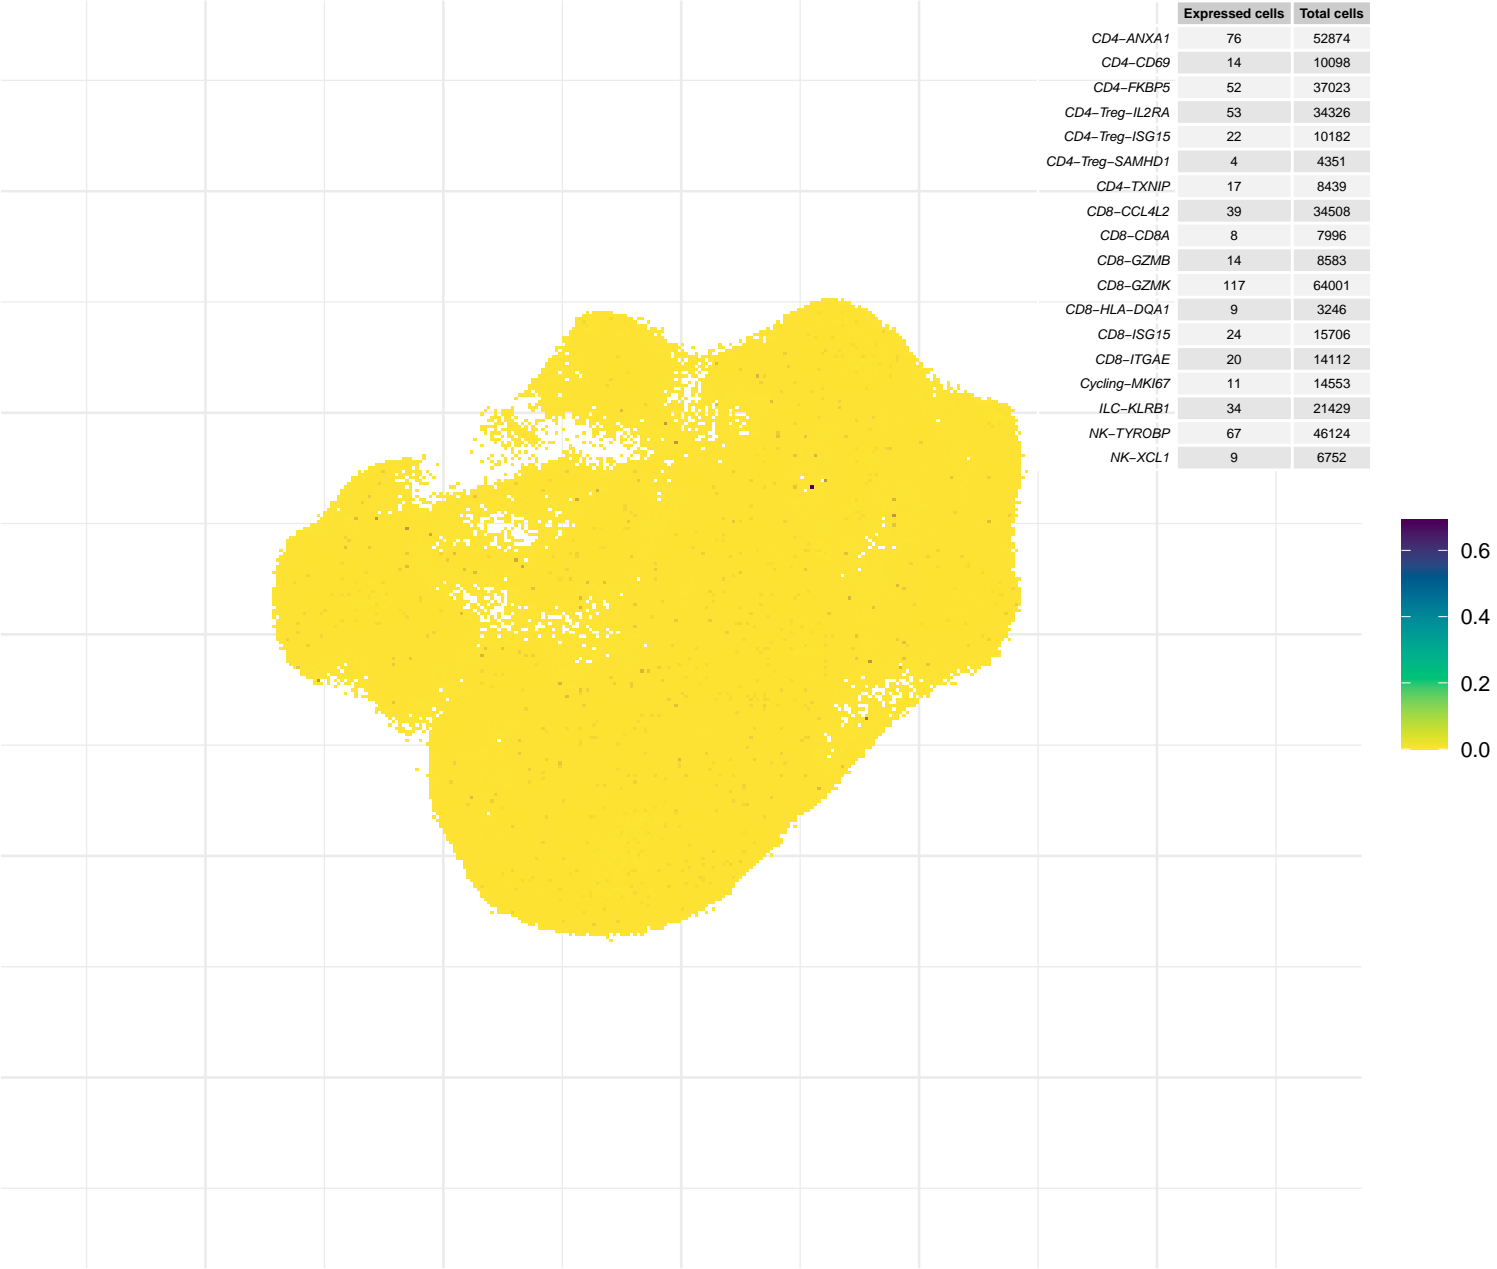 Expressed cells Total cells
CD4−ANXA1 76 52874
CD4−CD69 14 10098
CD4−FKBP5 52 37023
CD4−Treg−IL2RA 53 34326
CD4−Treg−ISG15 22 10182
CD4−Treg−SAMHD1 4 4351
CD4−TXNIP 17 8439
CD8−CCL4L2 39 34508
CD8−CD8A 8 7996
CD8−GZMB 14 8583
CD8−GZMK 117 64001
CD8−HLA−DQA1 9 3246
CD8−ISG15 24 15706
CD8−ITGAE 20 14112
Cycling−MKI67 11 14553
ILC−KLRB1 34 21429
NK−TYROBP 67 46124
NK−XCL1 9 6752
0.6
0.4
0.2
0.0